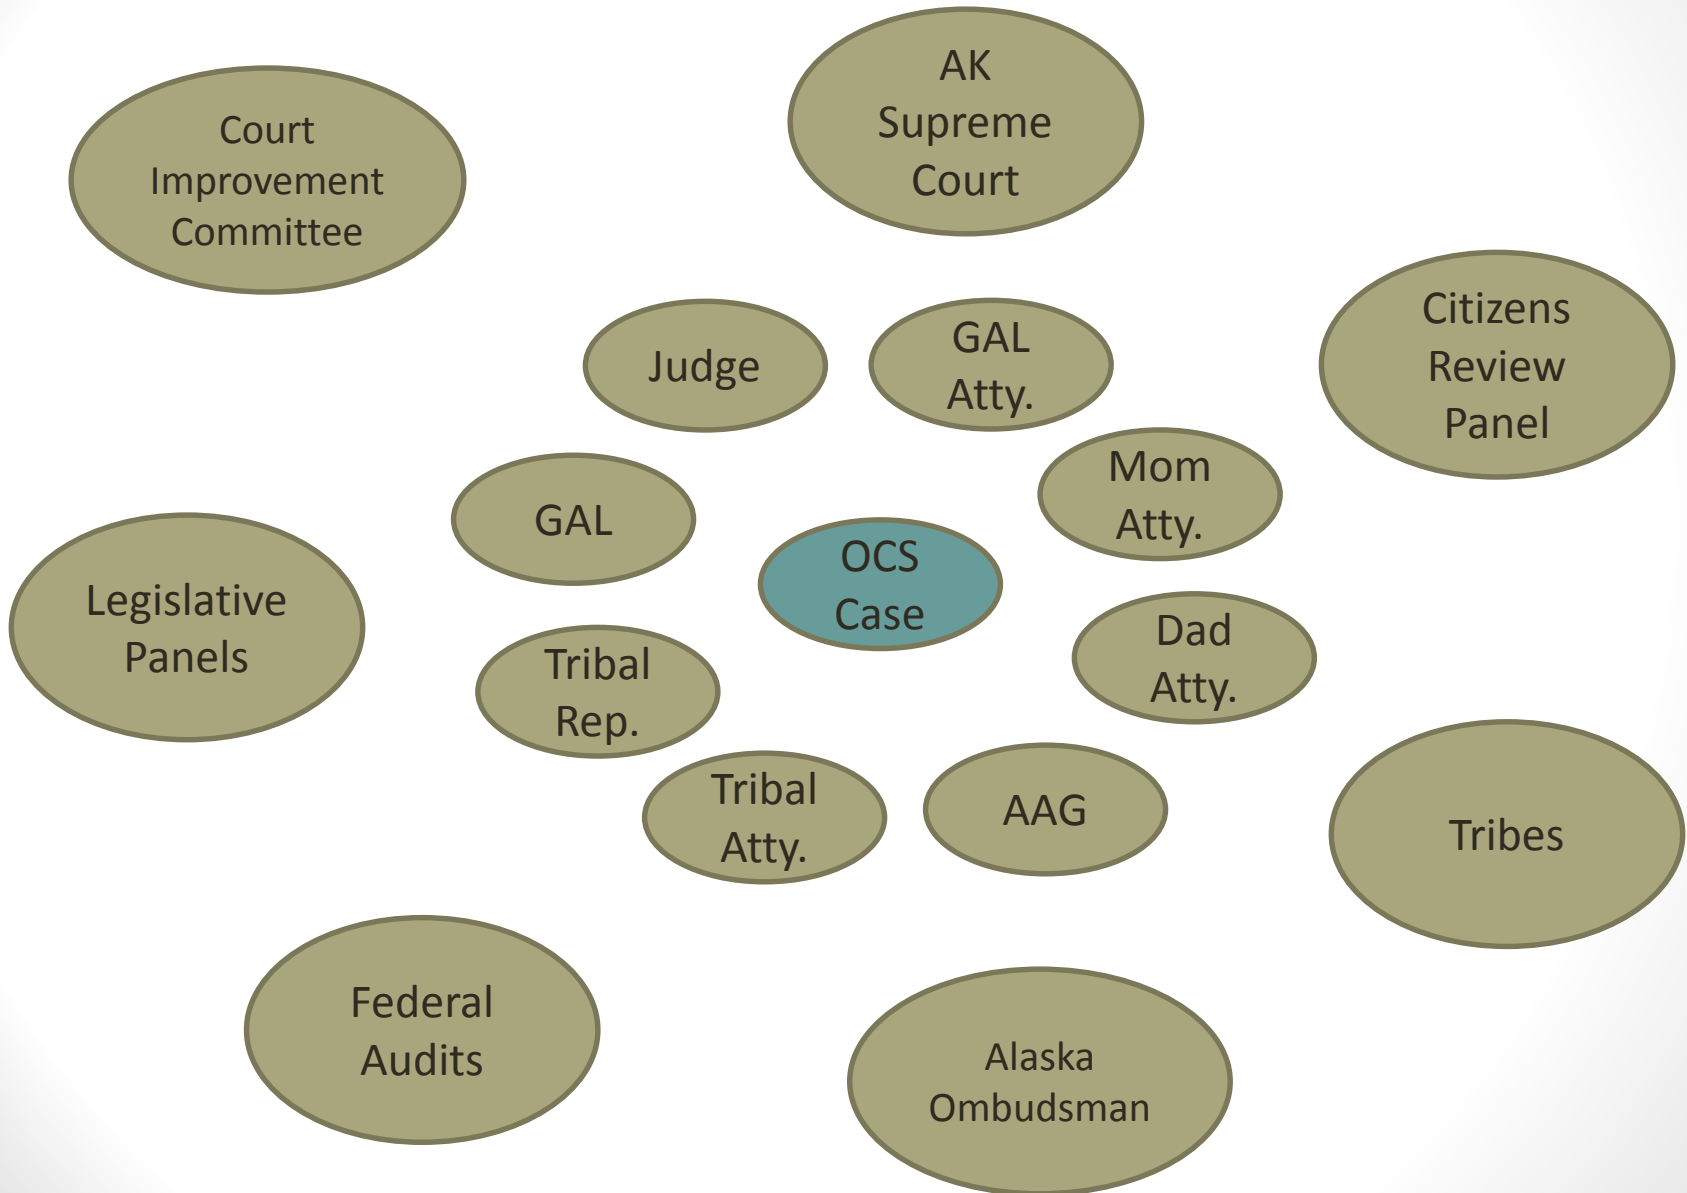 AK
Supreme
Court
Court
Improvement
Committee
Citizens
Review
Panel
Judge
GAL
Atty.
Mom
Atty.
GAL
OCS
Case
Legislative
Panels
Dad
Atty.
Tribal
Rep.
Tribal
Atty.
AAG
Tribes
Federal
Audits
Alaska
Ombudsman